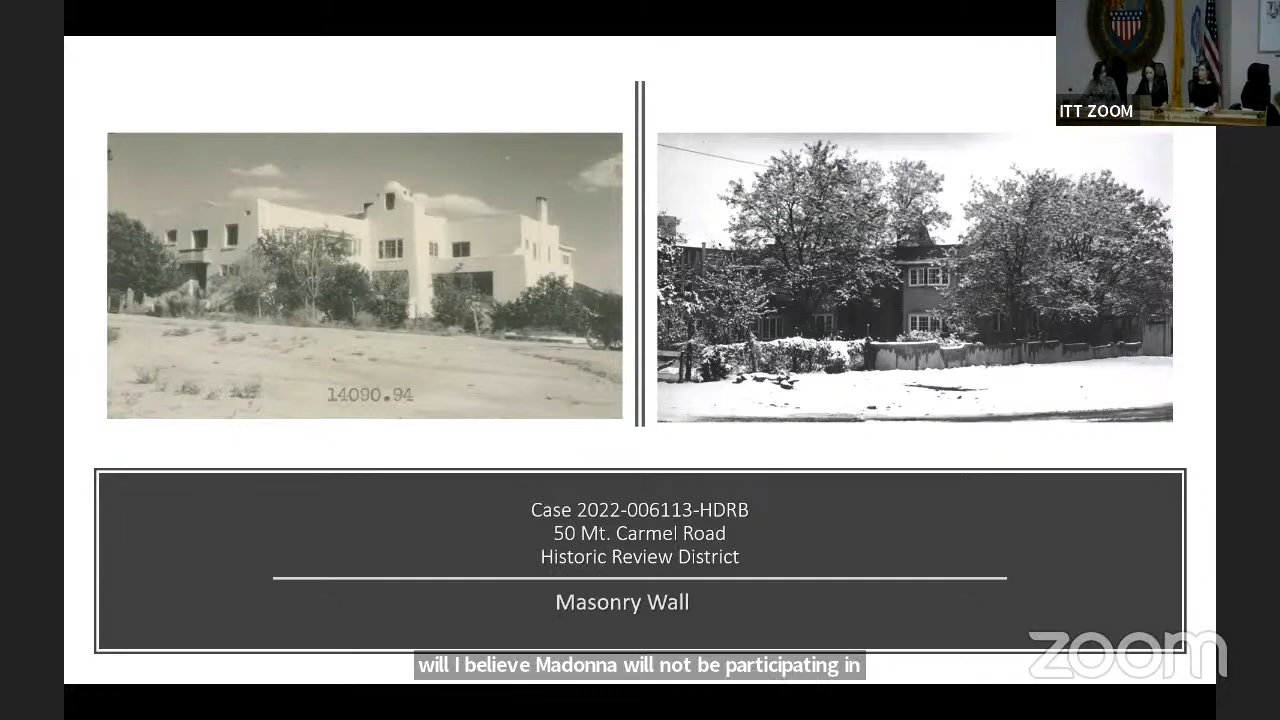 ITT ZOOM
14090.94
Case 2022-006113-HDRB
50 Mt. Carmel Road
Historic Review District
Masonry Wall
will I believe Madonna will not be participating in
zoom